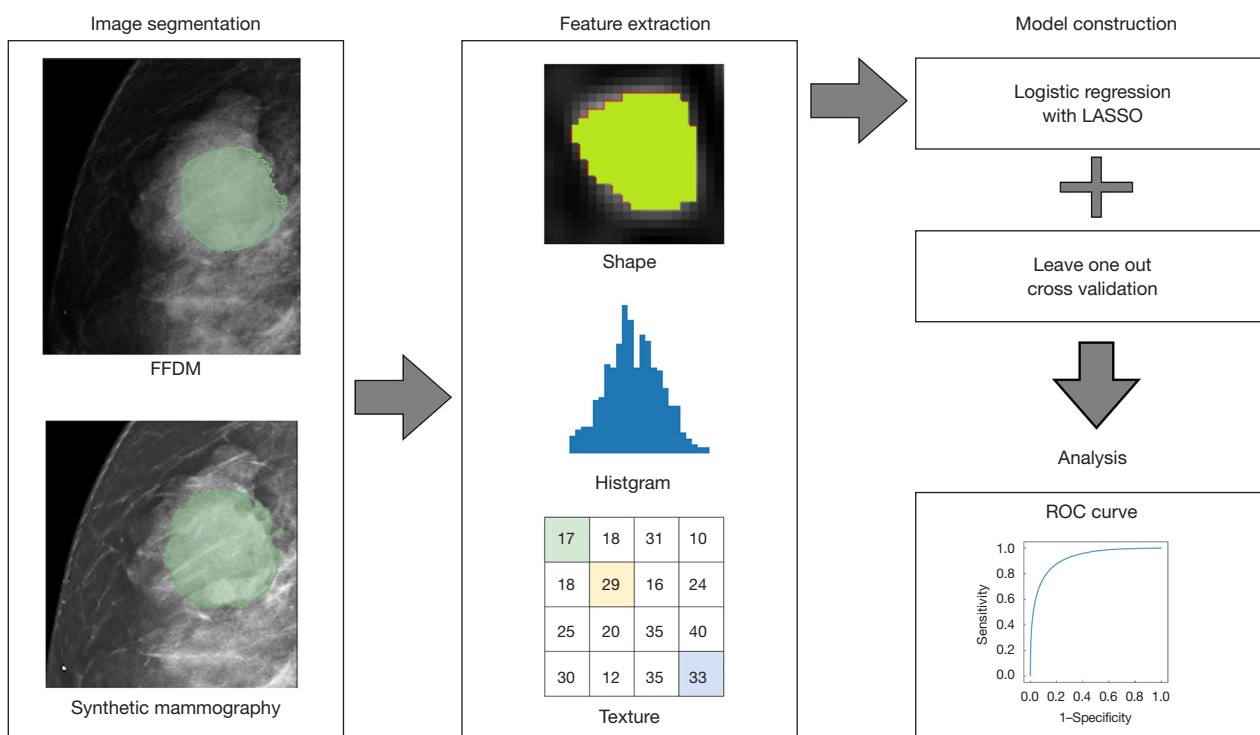 Image segmentation
FFDM
Synthetic mammography
Feature extraction
Shape
Histgram
17 18 31 10
18 29 16 24
25 20 35 40
30 12 35 33
Texture
Model construction
Logistic regression
with LASSO
Leave one out
cross validation
Analysis
ROC curve
Sensitivity
1.0
0.8
0.6
0.4
0.2
0.0
0.0 0.2 0.4 0.6 0.8 1.0
1–Specificity